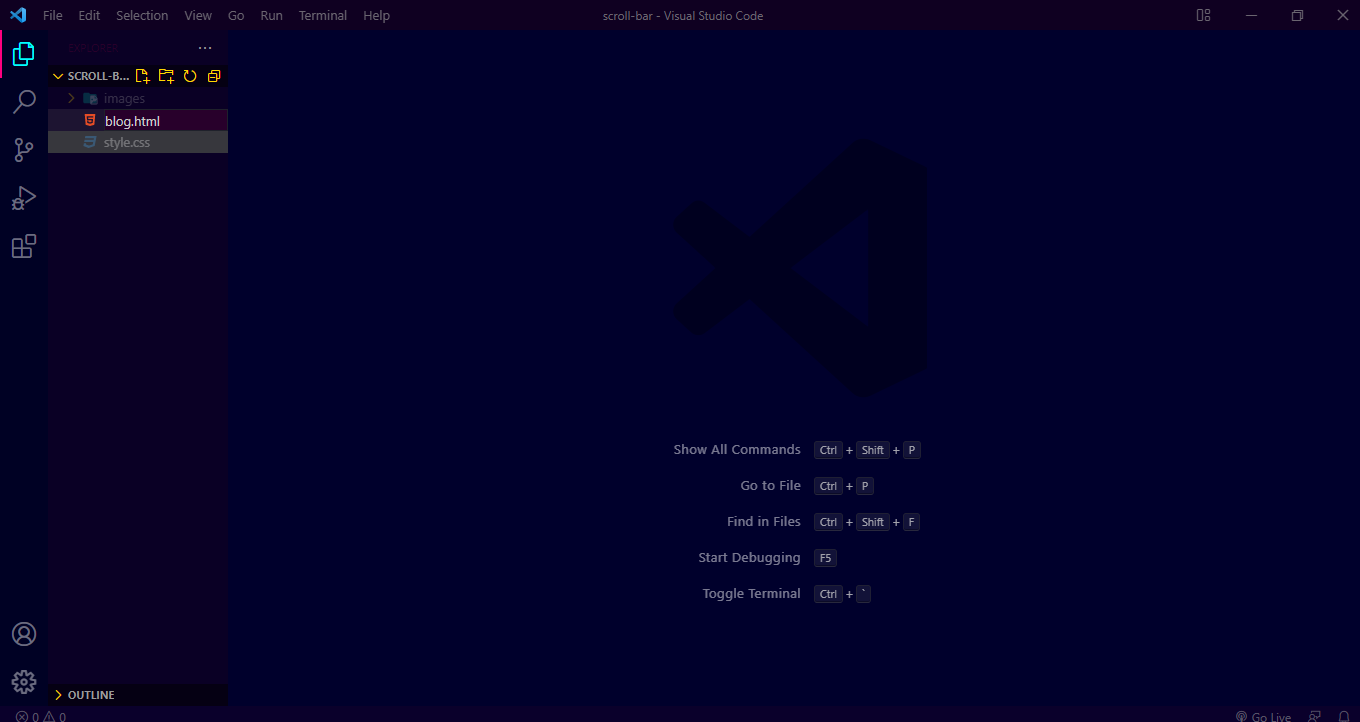 File Edit Selection View Go Run Terminal Help
scroll-bar - Visual Studio Code
EXPLORER
SCROLL-B...
images
blog.html
style.css
Show All Commands Ctrl + Shift + P
Go to File Ctrl + P
Find in Files Ctrl + Shift + F
Start Debugging F5
Toggle Terminal Ctrl + `
OUTLINE
0 0
Go Live